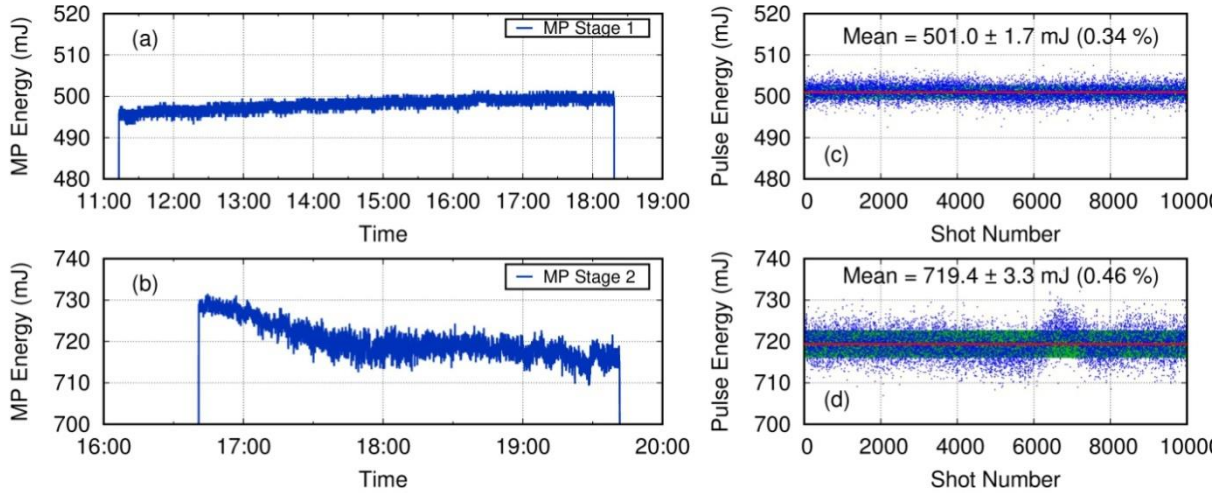 520
510
500
490
480
MP Energy (mJ)
(a)
MP Stage 1
11:00 12:00 13:00 14:00 15:00 16:00 17:00 18:00 19:00
Time
520
510
500
490
480
Pulse Energy (mJ)
Mean = 501.0 ± 1.7 mJ (0.34 %)
(c)
0 2000 4000 6000 8000 10000
Shot Number
740
730
720
710
700
MP Energy (mJ)
(b)
MP Stage 2
16:00 17:00 18:00 19:00 20:00
Time
740
730
720
710
700
Pulse Energy (mJ)
Mean = 719.4 ± 3.3 mJ (0.46 %)
(d)
0 2000 4000 6000 8000 10000
Shot Number